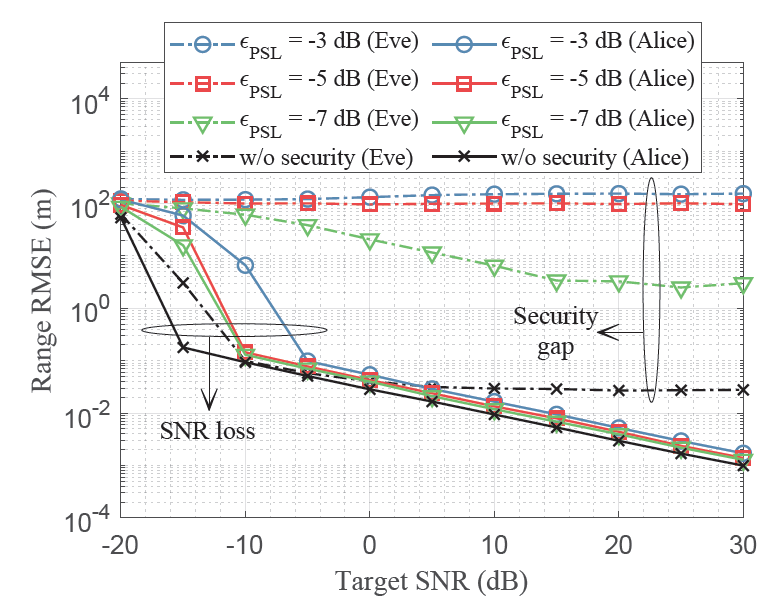 ϵPSL = -3 dB (Eve) ϵPSL = -3 dB (Alice)
ϵPSL = -5 dB (Eve) ϵPSL = -5 dB (Alice)
ϵPSL = -7 dB (Eve) ϵPSL = -7 dB (Alice)
w/o security (Eve) w/o security (Alice)
10^4
10^2
10^0
10^-2
10^-4
Range RMSE (m)
Security
gap
SNR loss
-20 -10 0 10 20 30
Target SNR (dB)